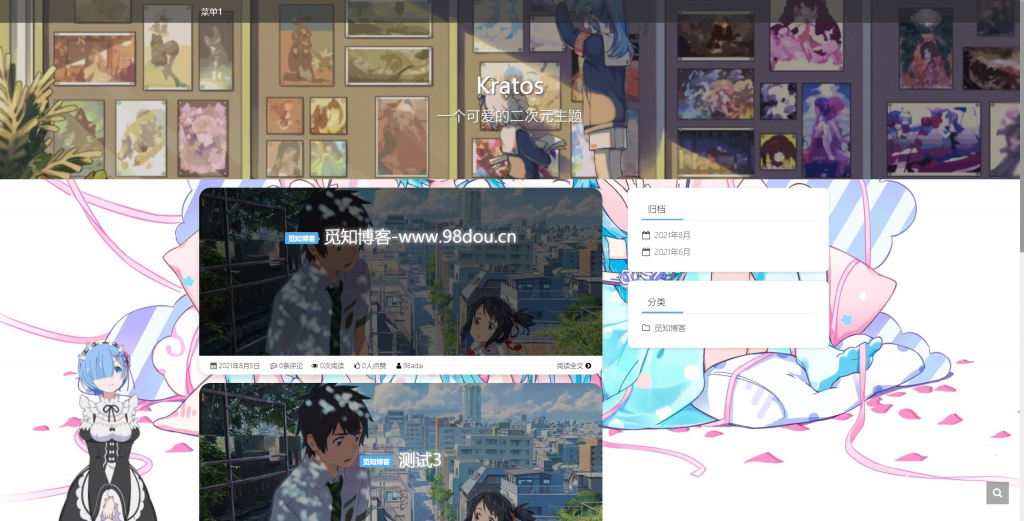 菜单1
Kratos
一个可爱的二次元主题
觅知博客 觅知博客-www.98dou.cn
2021年8月5日 0条评论 0次阅读 0人点赞 98adai 阅读全文
觅知博客 测试3
归档
2021年8月
2021年6月
分类
觅知博客